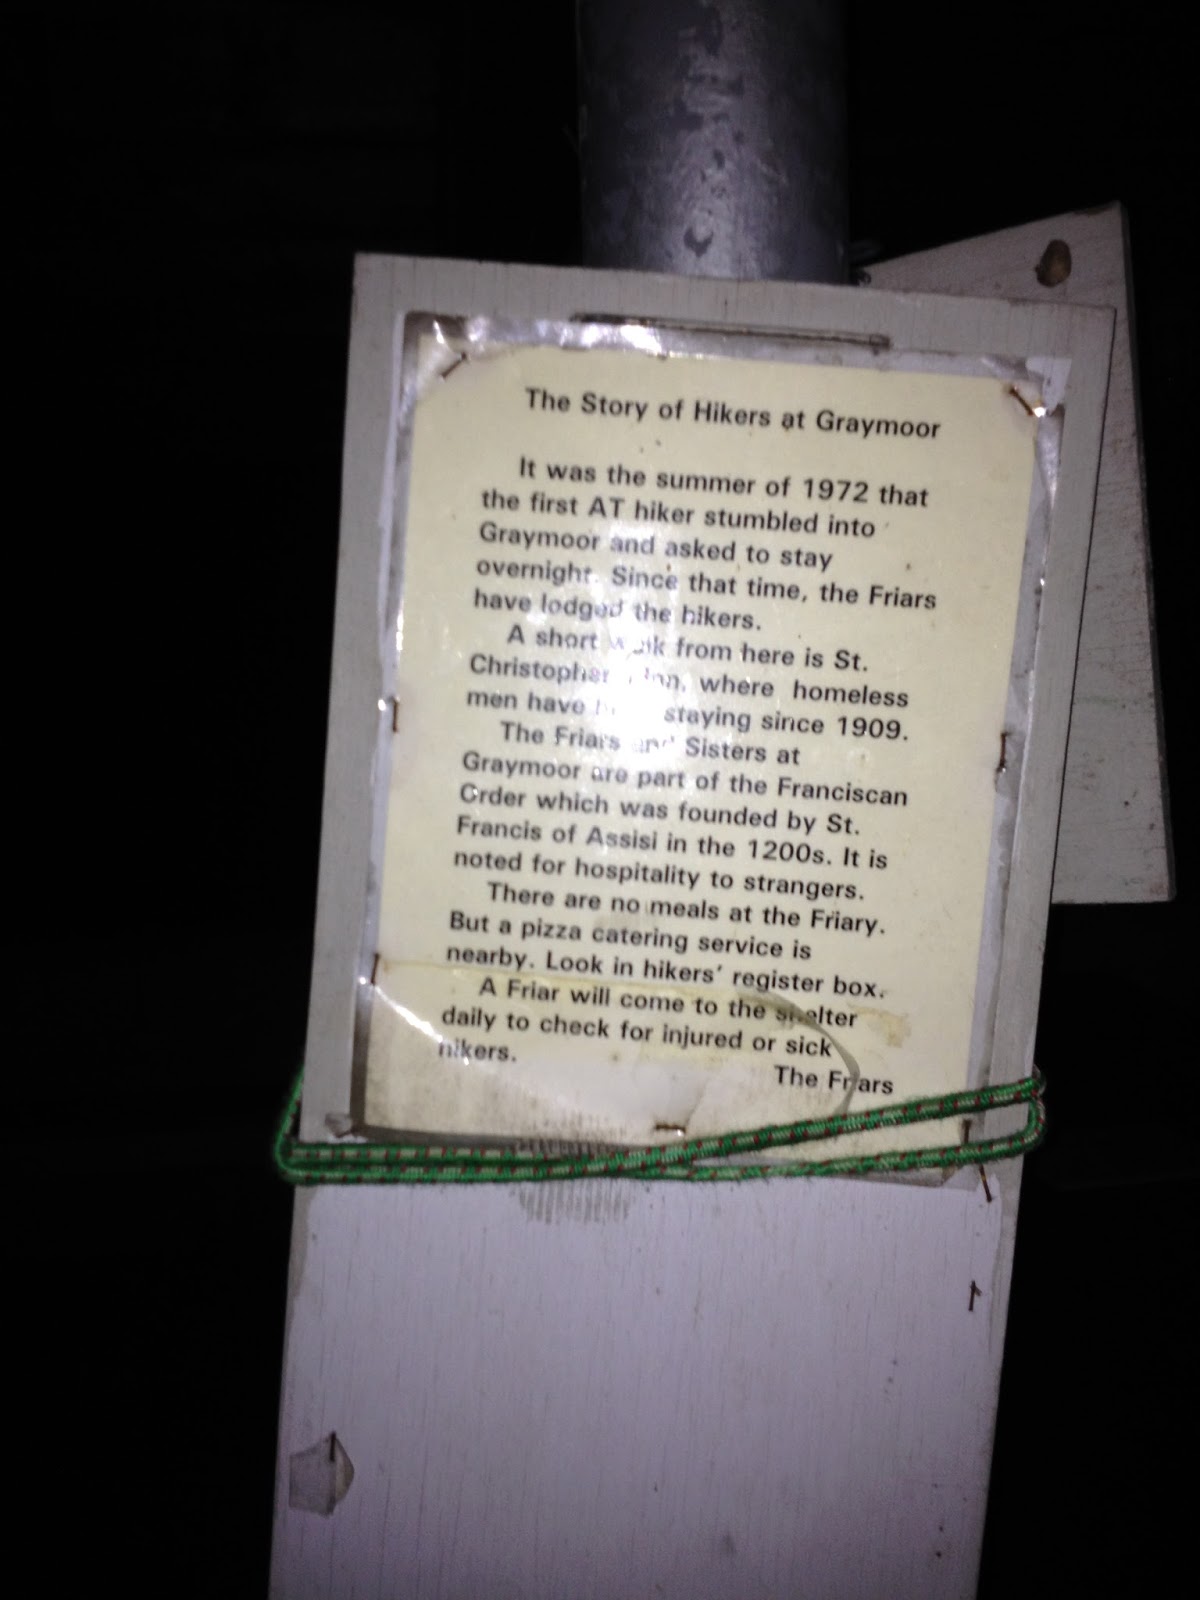 The Story of Hikers at Graymoor
It was the summer of 1972 that
the first AT hiker stumbled into
Graymoor and asked to stay
overnight. Since that time, the Friars
have lodged the hikers.
A short walk from here is St.
Christopher Inn, where homeless
men have staying since 1909.
The Friars and Sisters at
Graymoor are part of the Franciscan
Order which was founded by St.
Francis of Assisi in the 1200s. It is
noted for hospitality to strangers.
There are no meals at the Friary.
But a pizza catering service is
nearby. Look in hikers' register box.
A Friar will come to the shelter
daily to check for injured or sick
hikers.
The Friars